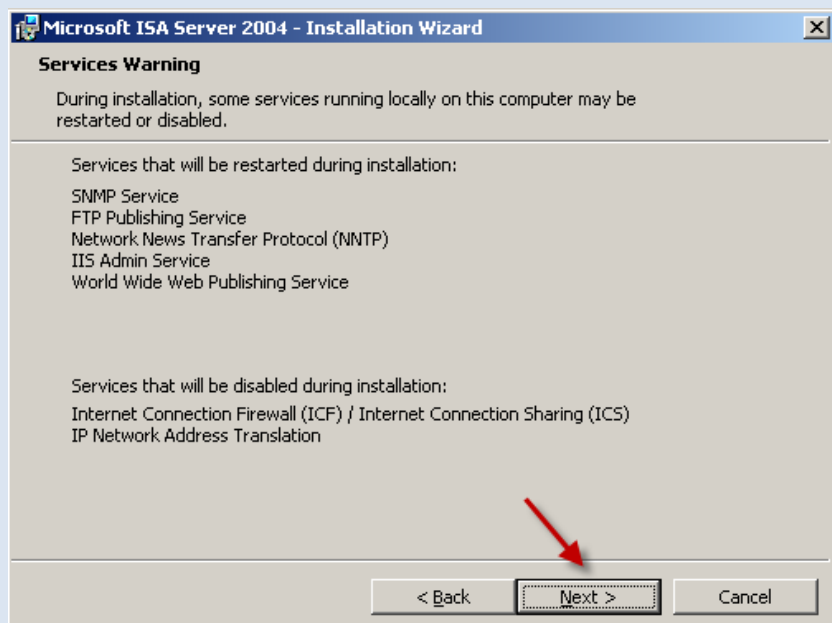 Microsoft ISA Server 2004 - Installation Wizard
Services Warning
During installation, some services running locally on this computer may be
restarted or disabled.
Services that will be restarted during installation:
SNMP Service
FTP Publishing Service
Network News Transfer Protocol (NNTP)
IIS Admin Service
World Wide Web Publishing Service
Services that will be disabled during installation:
Internet Connection Firewall (ICF) / Internet Connection Sharing (ICS)
IP Network Address Translation
< Back Next > Cancel